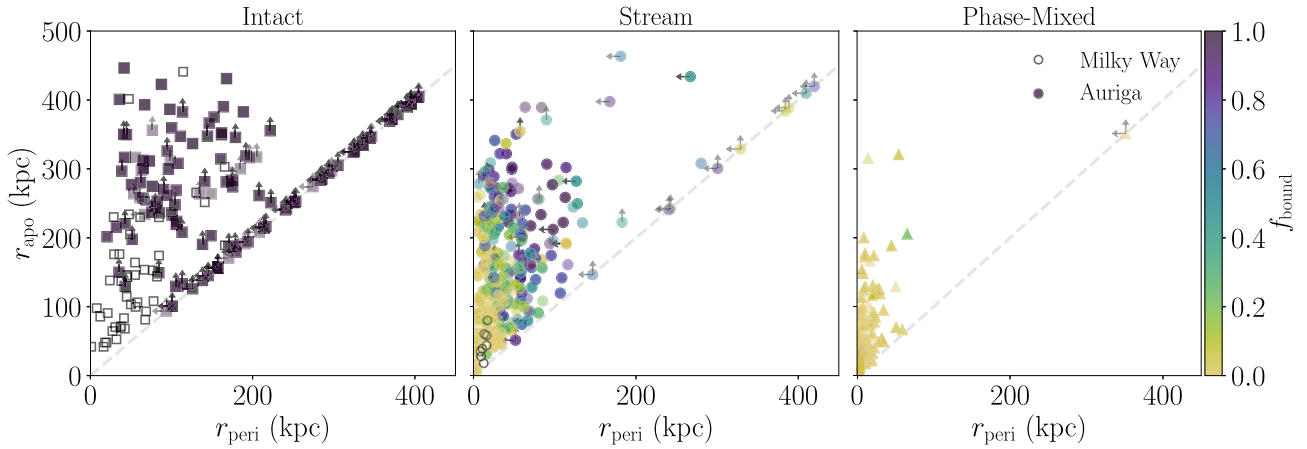 Intact
Stream
Phase-Mixed
500
400
300
200
100
0
r_apo (kpc)
0
200
400
r_peri (kpc)
0
200
400
r_peri (kpc)
Milky Way
Auriga
0
200
400
r_peri (kpc)
1.0
0.8
0.6
0.4
0.2
0.0
f_bound